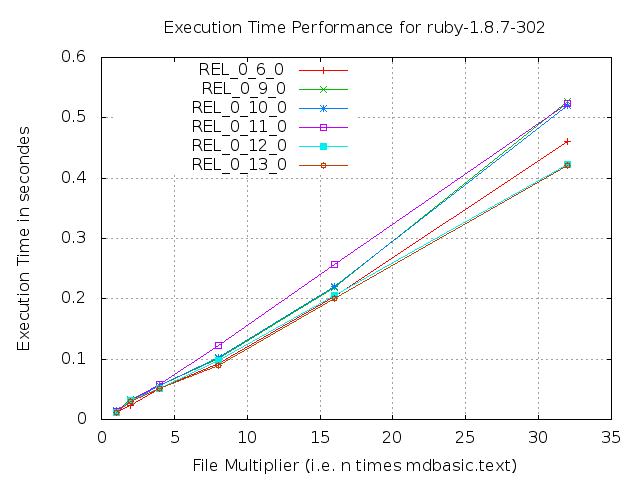 Execution Time Performance for ruby-1.8.7-302
0.6
0.5
0.4
0.3
0.2
0.1
0
Execution Time in secondes
REL_0_6_0
REL_0_9_0
REL_0_10_0
REL_0_11_0
REL_0_12_0
REL_0_13_0
0 5 10 15 20 25 30 35
File Multiplier (i.e. n times mdbasic.text)